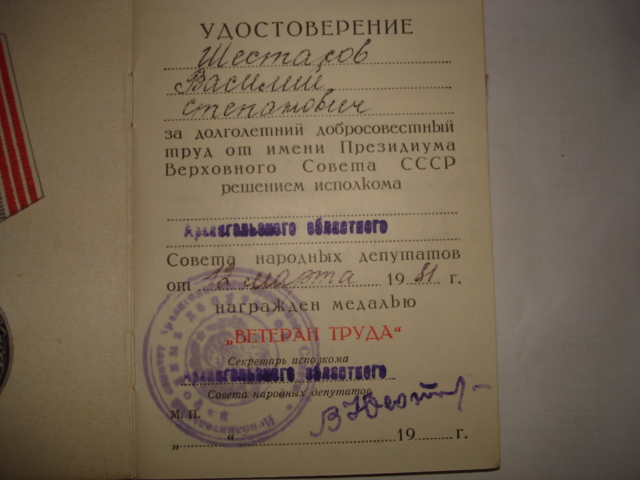 УДОСТОВЕРЕНИЕ
Шестаков
Василий
Степанович
за долголетний добросовестный
труд от имени Президиума
Верховного Совета СССР
решением исполкома
Архангельского областного
Совета народных депутатов
от 12 марта 1981 г.
награжден медалью
„ВЕТЕРАН ТРУДА“
Секретарь исполкома
Архангельского областного
Совета народных депутатов
М. П.
„ “ 19 г.